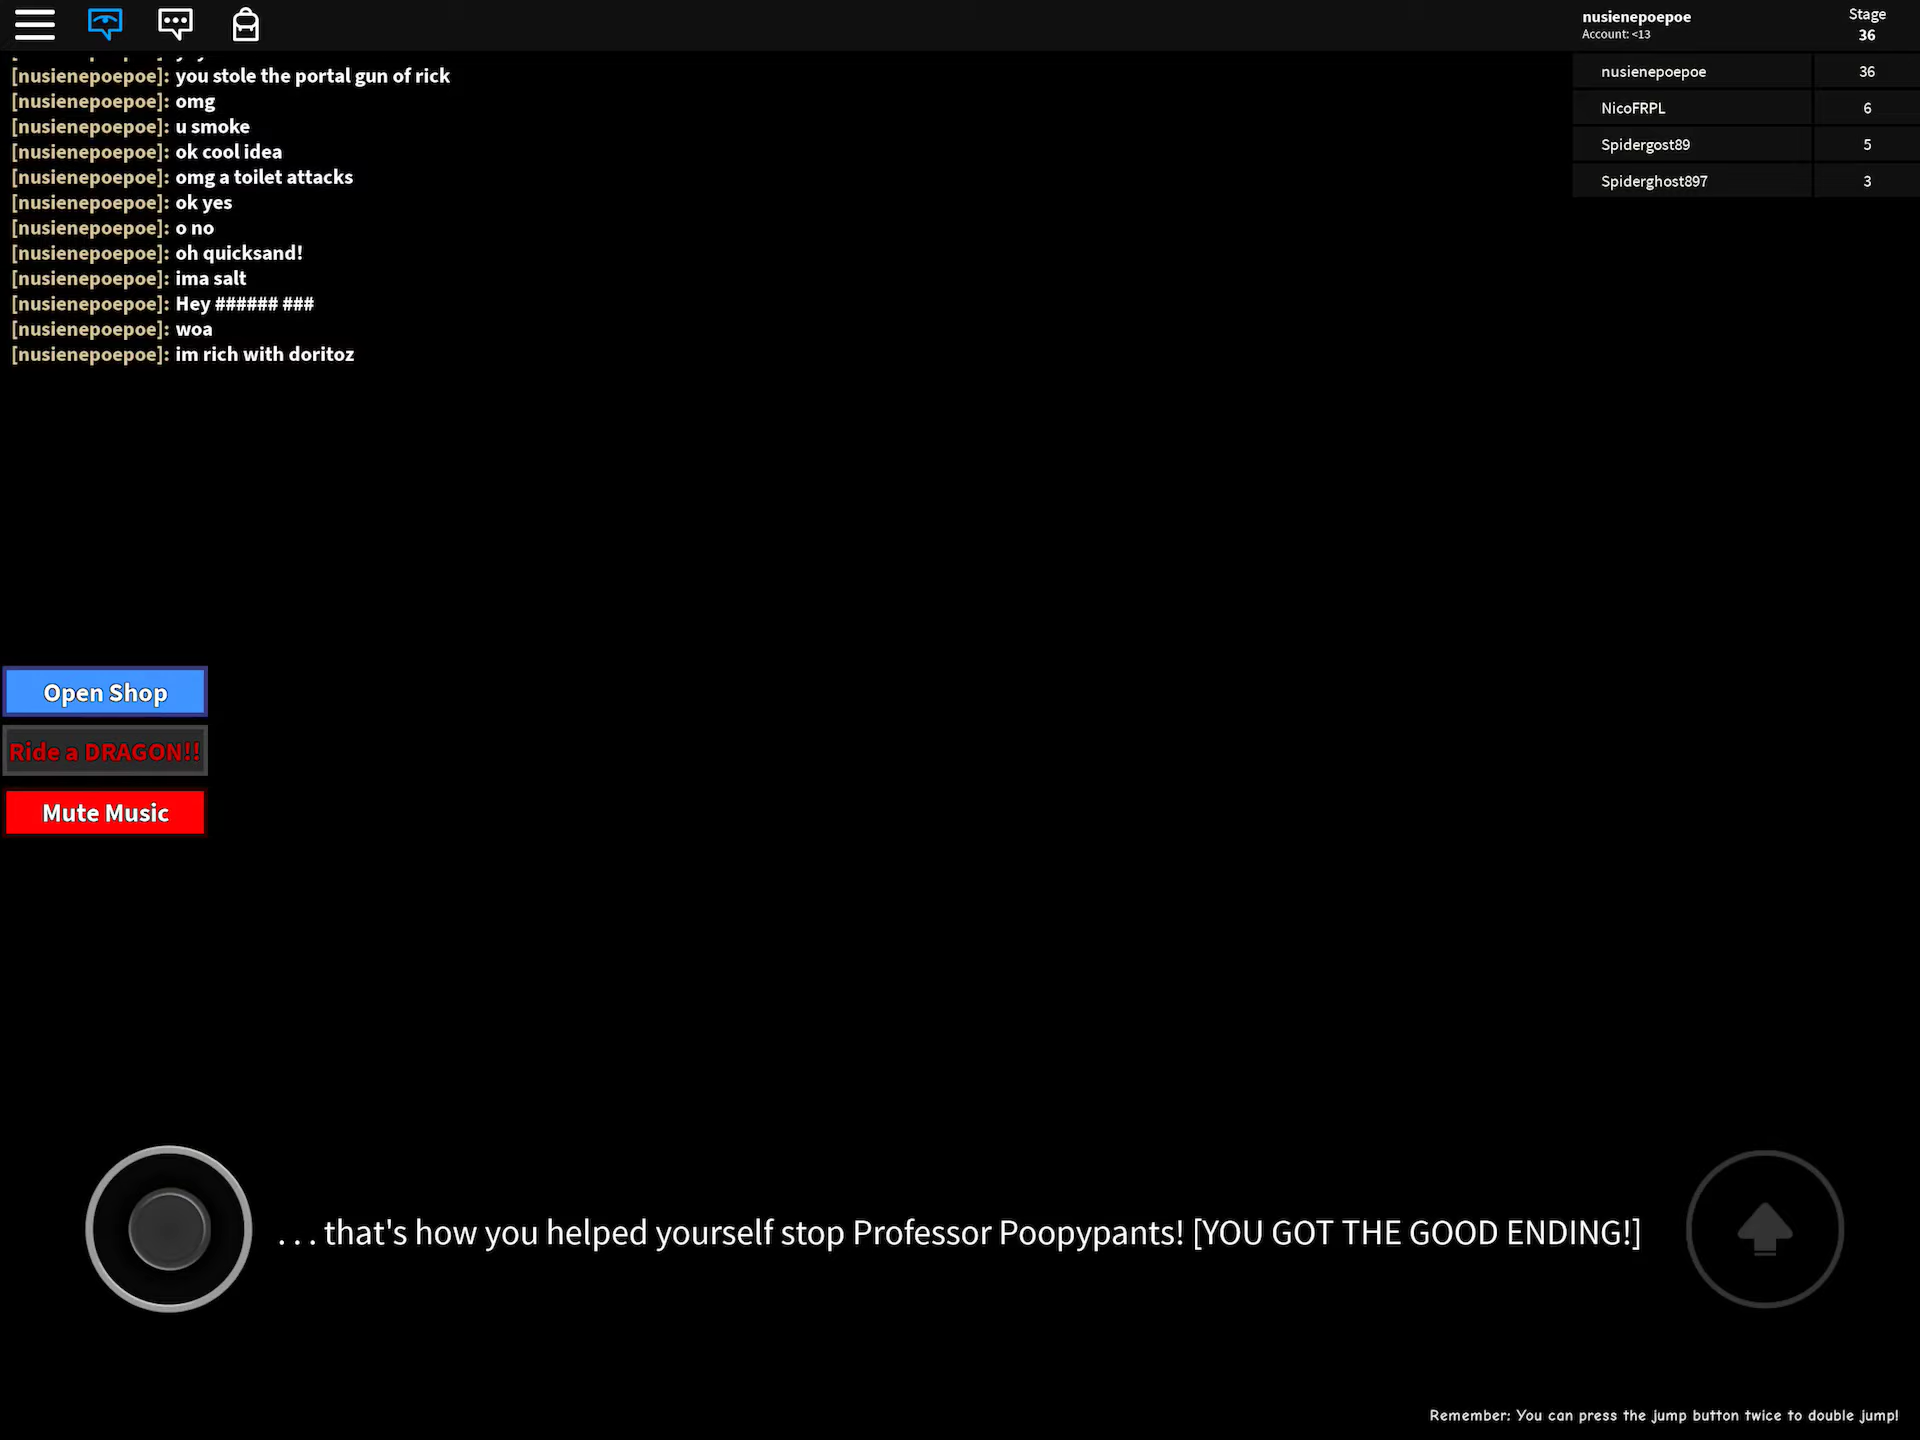 nusienepoepoe
Account: <13
Stage
36
nusienepoepoe 36
NicoFRPL 6
Spidergost89 5
Spiderghost897 3
[nusienepoepoe]: you stole the portal gun of rick
[nusienepoepoe]: omg
[nusienepoepoe]: u smoke
[nusienepoepoe]: ok cool idea
[nusienepoepoe]: omg a toilet attacks
[nusienepoepoe]: ok yes
[nusienepoepoe]: o no
[nusienepoepoe]: oh quicksand!
[nusienepoepoe]: ima salt
[nusienepoepoe]: Hey ###### ###
[nusienepoepoe]: woa
[nusienepoepoe]: im rich with doritoz
Open Shop
Ride a DRAGON!!
Mute Music
. . . that's how you helped yourself stop Professor Poopypants! [YOU GOT THE GOOD ENDING!]
Remember: You can press the jump button twice to double jump!